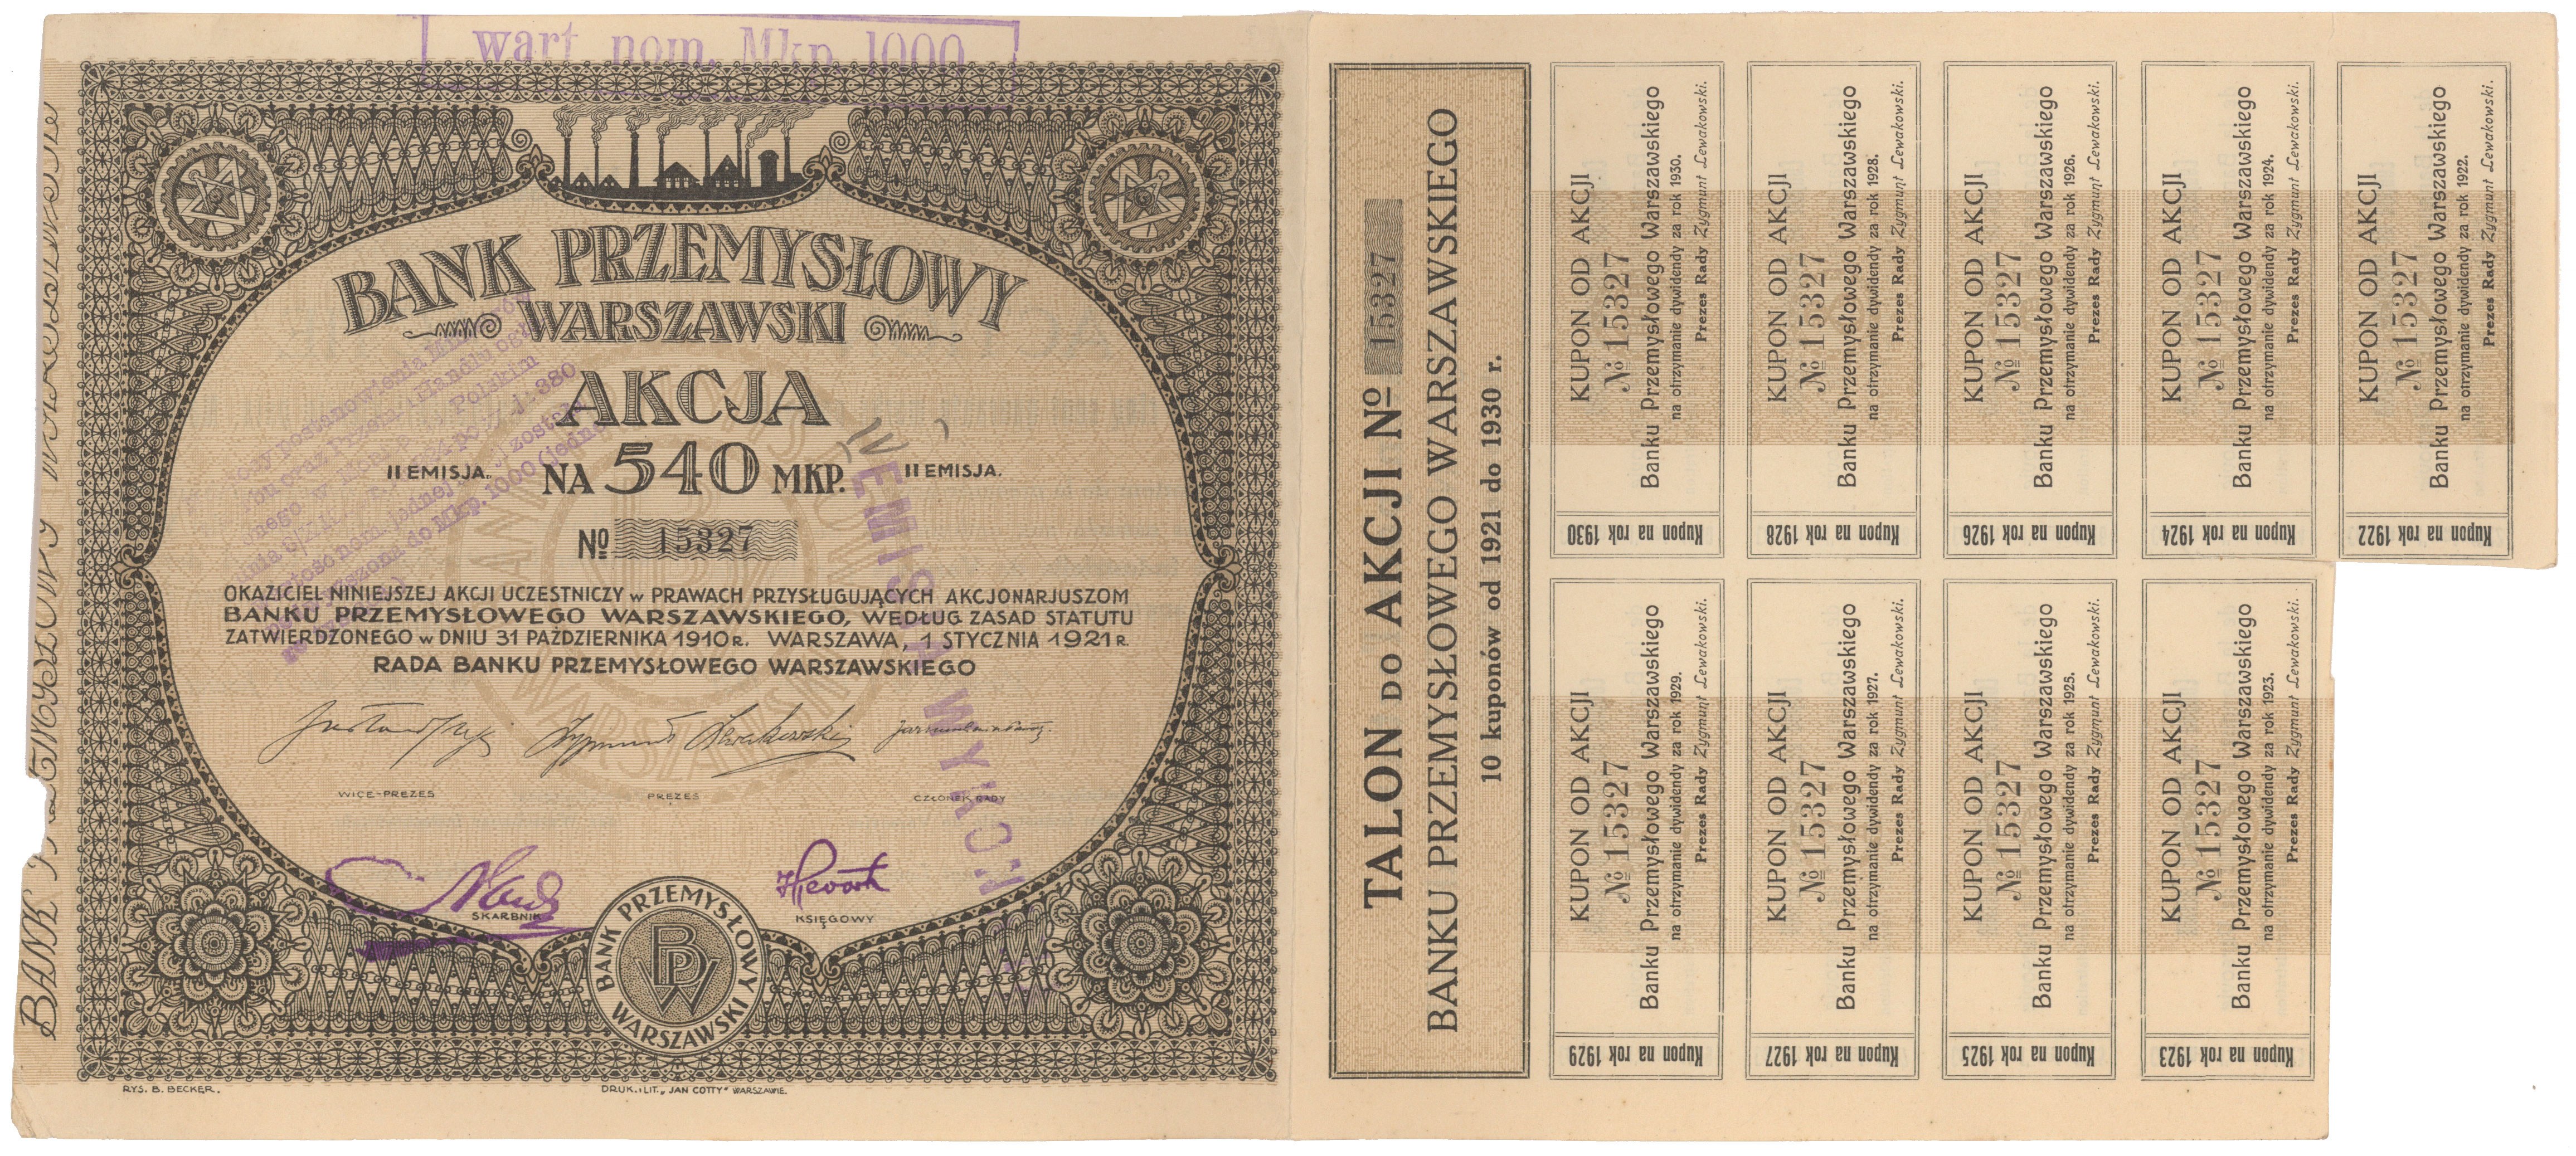 wart. nom. Mkp. 1000
BANK PRZEMYSŁOWY
WARSZAWSKI
AKCJA
II EMISJA. NA 540 MKP. II EMISJA.
№ 15327
OKAZICIEL NINIEJSZEJ AKCJI UCZESTNICZY W PRAWACH PRZYSŁUGUJĄCYCH AKCJONARJUSZOM
BANKU PRZEMYSŁOWEGO WARSZAWSKIEGO, WEDŁUG ZASAD STATUTU
ZATWIERDZONEGO W DNIU 31 PAŹDZIERNIKA 1910 R. WARSZAWA, 1 STYCZNIA 1921 R.
RADA BANKU PRZEMYSŁOWEGO WARSZAWSKIEGO
Zygmunt Lewakowski
WICE-PREZES PREZES CZŁONEK RADY
SKARBNIK KSIĘGOWY
BANK PRZEMYSŁOWY
WARSZAWSKI
BPW
RYS. B. BECKER. DRUK. i LIT. „JAN COTTY" WARSZAWIE.
BANK
WARSZAWSKI
TALON DO AKCJI № 15327
BANKU PRZEMYSŁOWEGO WARSZAWSKIEGO
10 kuponów od 1921 do 1930 r.
KUPON OD AKCJI
№ 15327
Banku Przemysłowego Warszawskiego
na otrzymanie dywidendy za rok 1930.
Prezes Rady Zygmunt Lewakowski.
Kupon na rok 1930
KUPON OD AKCJI
№ 15327
Banku Przemysłowego Warszawskiego
na otrzymanie dywidendy za rok 1928.
Prezes Rady Zygmunt Lewakowski.
Kupon na rok 1928
KUPON OD AKCJI
№ 15327
Banku Przemysłowego Warszawskiego
na otrzymanie dywidendy za rok 1926.
Prezes Rady Zygmunt Lewakowski.
Kupon na rok 1926
KUPON OD AKCJI
№ 15327
Banku Przemysłowego Warszawskiego
na otrzymanie dywidendy za rok 1924.
Prezes Rady Zygmunt Lewakowski.
Kupon na rok 1924
KUPON OD AKCJI
№ 15327
Banku Przemysłowego Warszawskiego
na otrzymanie dywidendy za rok 1922.
Prezes Rady Zygmunt Lewakowski.
Kupon na rok 1922
KUPON OD AKCJI
№ 15327
Banku Przemysłowego Warszawskiego
na otrzymanie dywidendy za rok 1929.
Prezes Rady Zygmunt Lewakowski.
Kupon na rok 1929
KUPON OD AKCJI
№ 15327
Banku Przemysłowego Warszawskiego
na otrzymanie dywidendy za rok 1927.
Prezes Rady Zygmunt Lewakowski.
Kupon na rok 1927
KUPON OD AKCJI
№ 15327
Banku Przemysłowego Warszawskiego
na otrzymanie dywidendy za rok 1925.
Prezes Rady Zygmunt Lewakowski.
Kupon na rok 1925
KUPON OD AKCJI
№ 15327
Banku Przemysłowego Warszawskiego
na otrzymanie dywidendy za rok 1923.
Prezes Rady Zygmunt Lewakowski.
Kupon na rok 1923